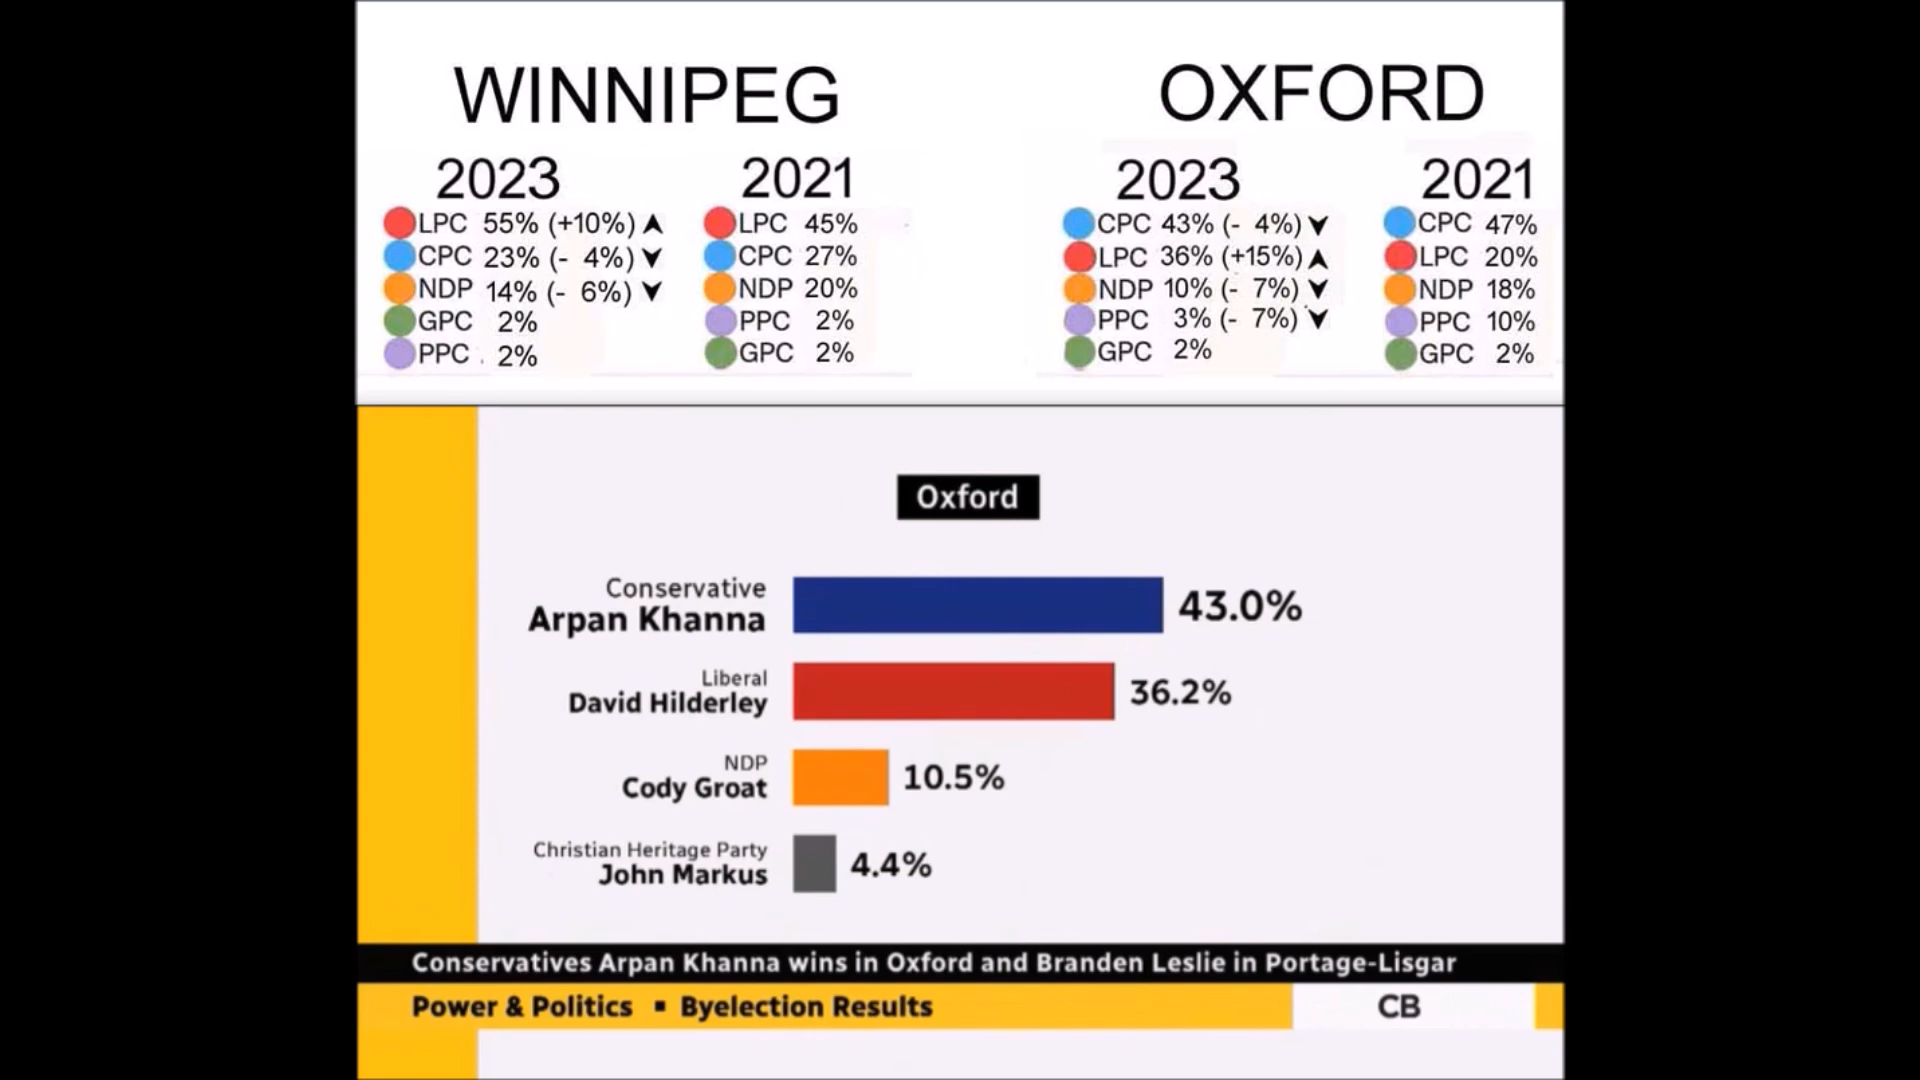 WINNIPEG
OXFORD
2023
2021
2023
2021
LPC 55% (+10%)
CPC 23% (- 4%)
NDP 14% (- 6%)
GPC 2%
PPC . 2%
LPC 45%
CPC 27%
NDP 20%
PPC 2%
GPC 2%
CPC 43% (- 4%)
LPC 36% (+15%)
NDP 10% (- 7%)
PPC 3% (- 7%)
GPC 2%
CPC 47%
LPC 20%
NDP 18%
PPC 10%
GPC 2%
Oxford
Conservative
Arpan Khanna
43.0%
Liberal
David Hilderley
36.2%
NDP
Cody Groat
10.5%
Christian Heritage Party
John Markus
4.4%
Conservatives Arpan Khanna wins in Oxford and Branden Leslie in Portage-Lisgar
Power & Politics ▪ Byelection Results
CB